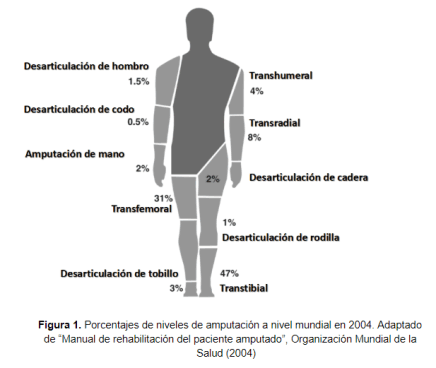 Desarticulación de hombro
1.5%
Transhumeral
4%
Desarticulación de codo
0.5%
Transradial
8%
Amputación de mano
2%
Desarticulación de cadera
2%
31%
Transfemoral
1%
Desarticulación de rodilla
Desarticulación de tobillo
3%
47%
Transtibial
Figura 1. Porcentajes de niveles de amputación a nivel mundial en 2004. Adaptado
de “Manual de rehabilitación del paciente amputado”, Organización Mundial de la
Salud (2004)